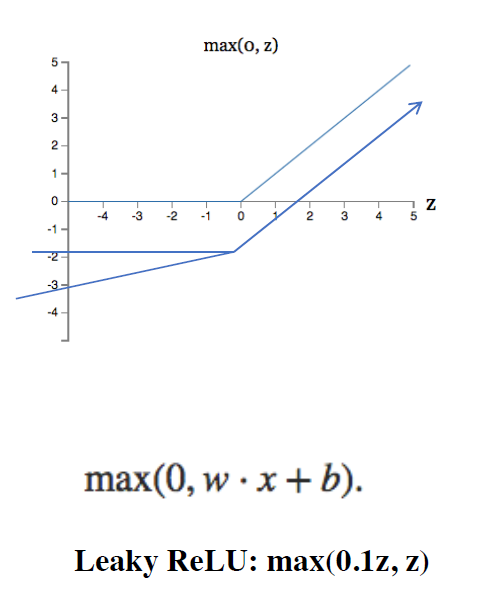 max(0, z)
5
4
3
2
1
0
-1
-2
-3
-4
-4 -3 -2 -1 0 1 2 3 4 5 z
max(0, w · x + b).
Leaky ReLU: max(0.1z, z)